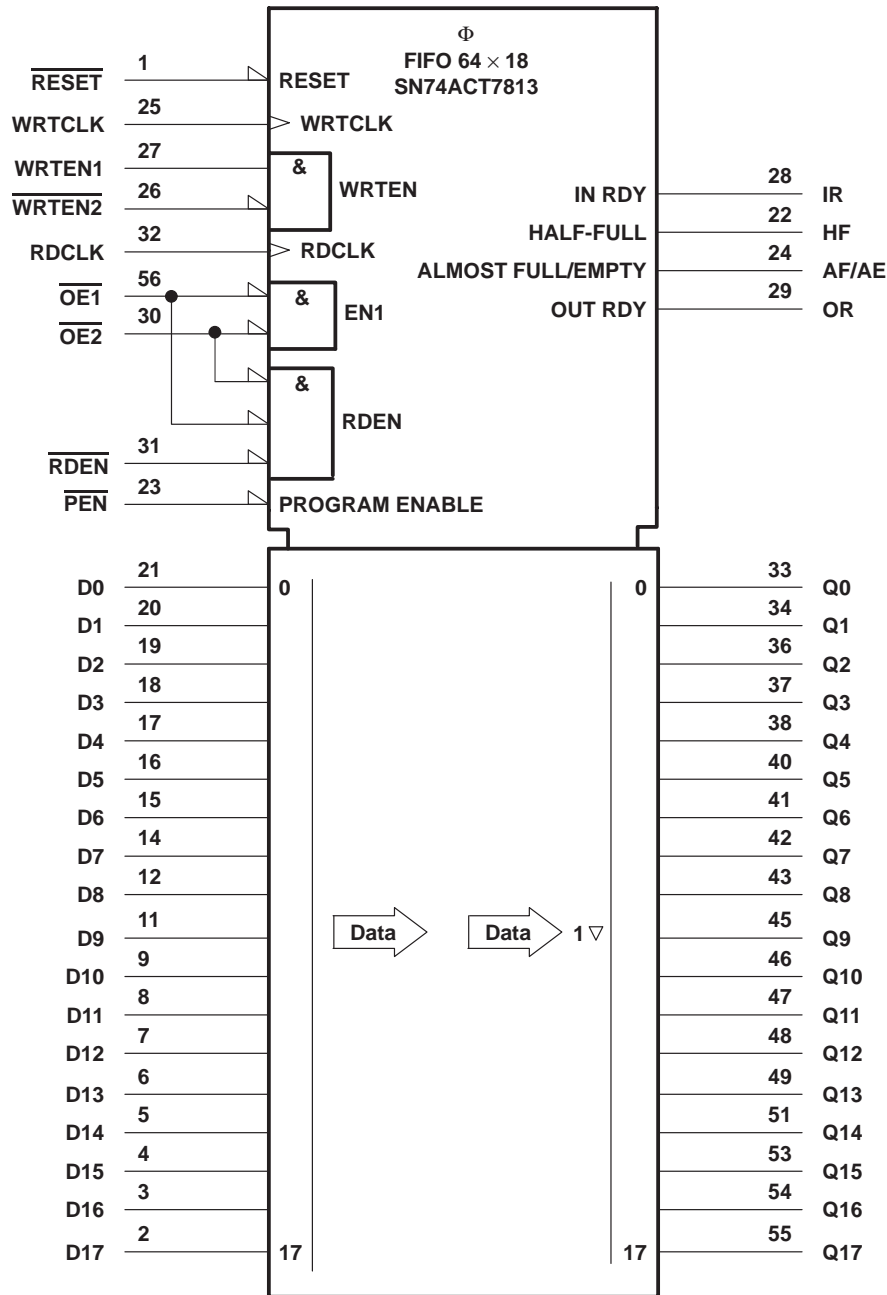 Φ
FIFO 64 × 18
SN74ACT7813
RESET 1 RESET
WRTCLK 25 WRTCLK
WRTEN1 27 & WRTEN
WRTEN2 26
RDCLK 32 RDCLK
OE1 56 & EN1
OE2 30
& RDEN
RDEN 31
PEN 23 PROGRAM ENABLE
IN RDY 28 IR
HALF-FULL 22 HF
ALMOST FULL/EMPTY 24 AF/AE
OUT RDY 29 OR
D0 21 0 0 33 Q0
D1 20 34 Q1
D2 19 36 Q2
D3 18 37 Q3
D4 17 38 Q4
D5 16 40 Q5
D6 15 41 Q6
D7 14 42 Q7
D8 12 43 Q8
D9 11 Data Data 1 ▽ 45 Q9
D10 9 46 Q10
D11 8 47 Q11
D12 7 48 Q12
D13 6 49 Q13
D14 5 51 Q14
D15 4 53 Q15
D16 3 54 Q16
D17 2 17 17 55 Q17